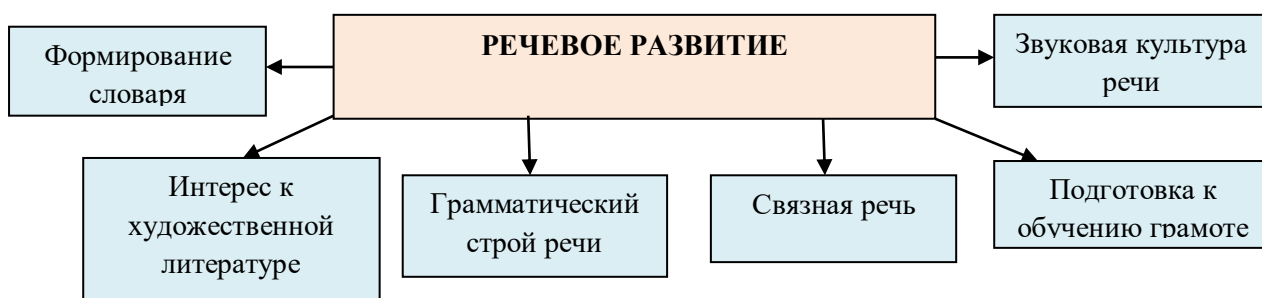 РЕЧЕВОЕ РАЗВИТИЕ
Формирование
словаря
Звуковая культура
речи
Интерес к
художественной
литературе
Грамматический
строй речи
Связная речь
Подготовка к
обучению грамоте